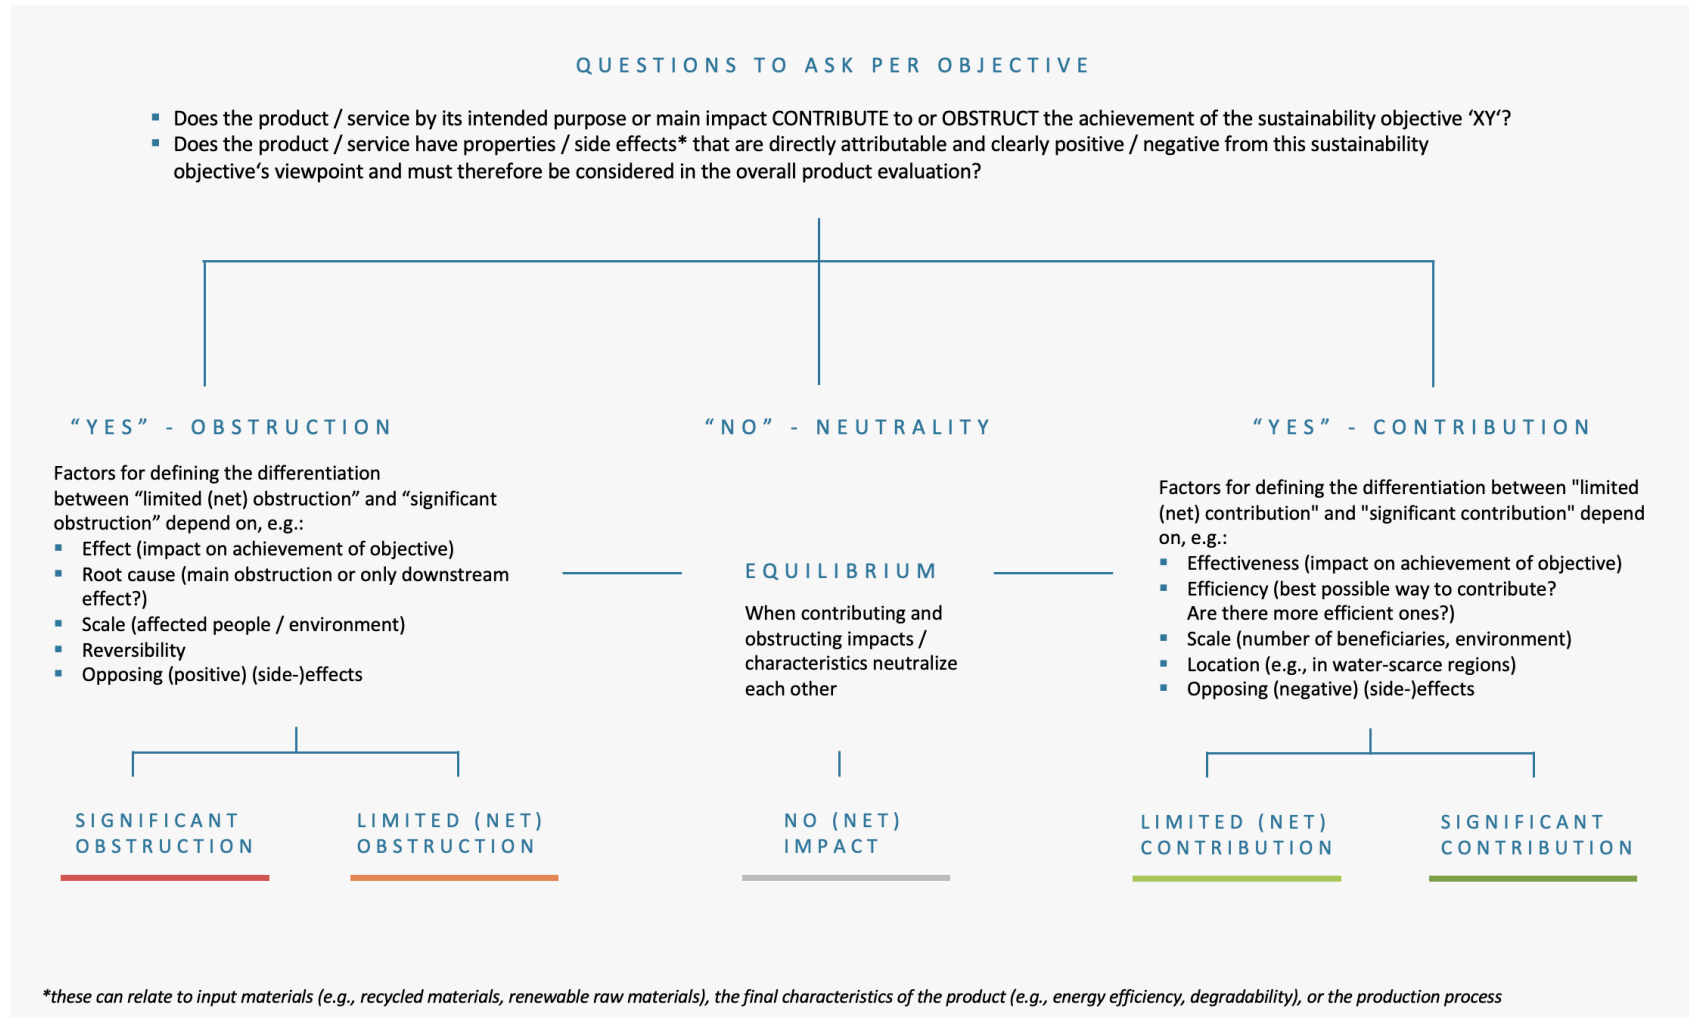 QUESTIONS TO ASK PER OBJECTIVE
▪ Does the product / service by its intended purpose or main impact CONTRIBUTE to or OBSTRUCT the achievement of the sustainability objective ‘XY‘?
▪ Does the product / service have properties / side effects* that are directly attributable and clearly positive / negative from this sustainability
objective‘s viewpoint and must therefore be considered in the overall product evaluation?
“YES” - OBSTRUCTION
Factors for defining the differentiation
between “limited (net) obstruction” and “significant
obstruction” depend on, e.g.:
▪ Effect (impact on achievement of objective)
▪ Root cause (main obstruction or only downstream
effect?)
▪ Scale (affected people / environment)
▪ Reversibility
▪ Opposing (positive) (side-)effects
SIGNIFICANT
OBSTRUCTION
LIMITED (NET)
OBSTRUCTION
“NO” - NEUTRALITY
EQUILIBRIUM
When contributing and
obstructing impacts /
characteristics neutralize
each other
NO (NET)
IMPACT
“YES” - CONTRIBUTION
Factors for defining the differentiation between "limited
(net) contribution" and "significant contribution" depend
on, e.g.:
▪ Effectiveness (impact on achievement of objective)
▪ Efficiency (best possible way to contribute?
Are there more efficient ones?)
▪ Scale (number of beneficiaries, environment)
▪ Location (e.g., in water-scarce regions)
▪ Opposing (negative) (side-)effects
LIMITED (NET)
CONTRIBUTION
SIGNIFICANT
CONTRIBUTION
*these can relate to input materials (e.g., recycled materials, renewable raw materials), the final characteristics of the product (e.g., energy efficiency, degradability), or the production process